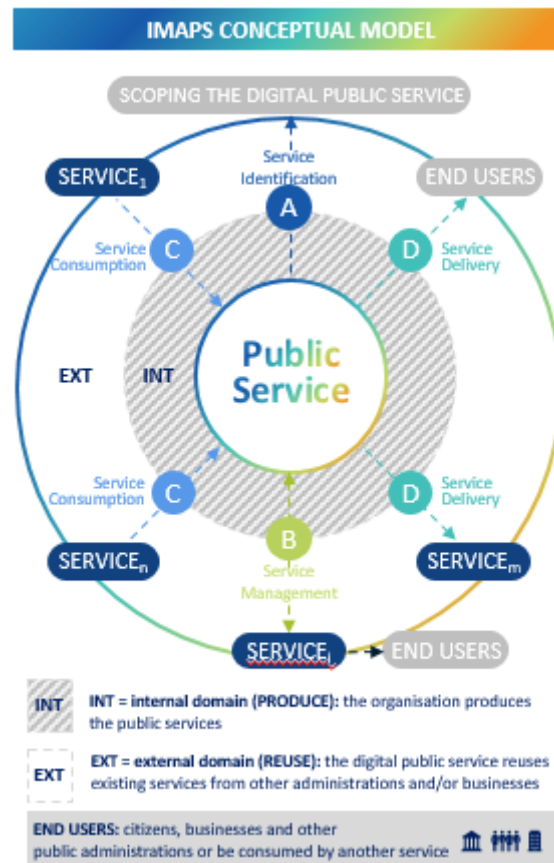 IMAPS CONCEPTUAL MODEL
SCOPING THE DIGITAL PUBLIC SERVICE
Service
Identification
SERVICE1
END USERS
A
C
D
Service
Consumption
Service
Delivery
Public
Service
EXT
INT
Service
Consumption
Service
Delivery
C
D
B
SERVICEn
SERVICEm
Service
Management
SERVICE
END USERS
INT
INT = internal domain (PRODUCE): the organisation produces
the public services
EXT
EXT = external domain (REUSE): the digital public service reuses
existing services from other administrations and/or businesses
END USERS: citizens, businesses and other
public administrations or be consumed by another service